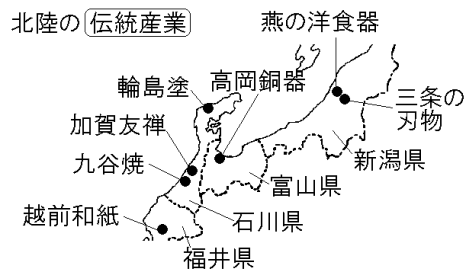 北陸の伝統産業
燕の洋食器
輪島塗
高岡銅器
三条の
刃物
加賀友禅
九谷焼
新潟県
富山県
越前和紙
石川県
福井県